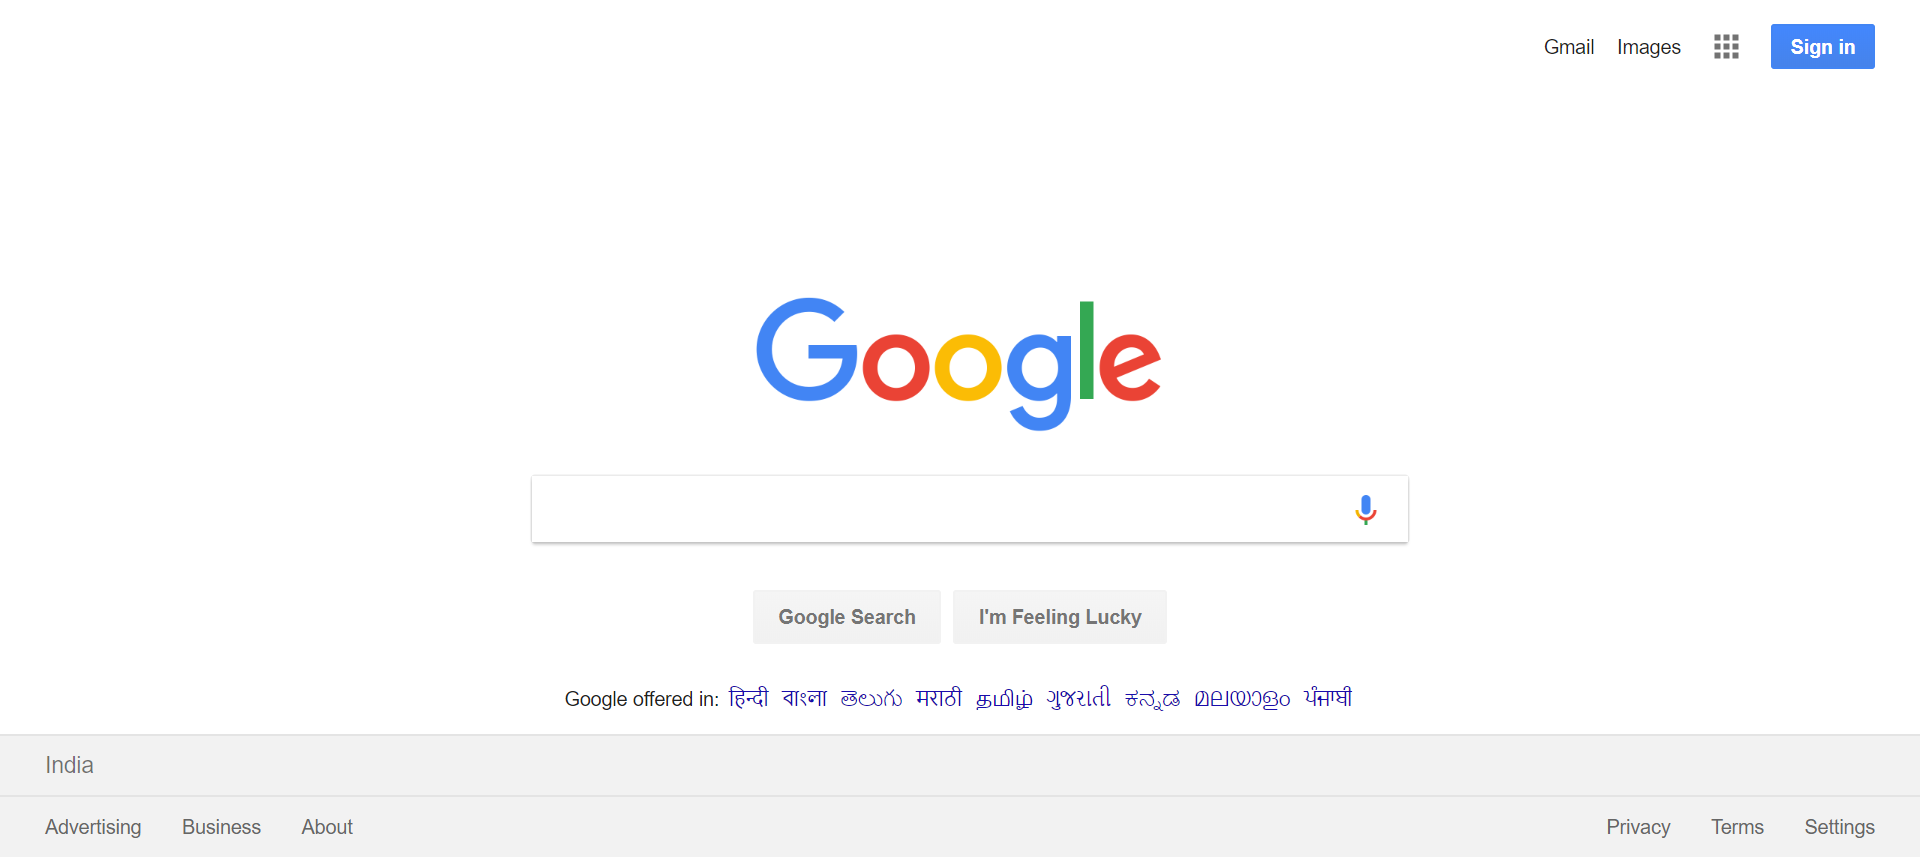 Gmail Images Sign in
Google
Google Search I'm Feeling Lucky
Google offered in: हिन्दी বাংলা తెలుగు मराठी தமிழ் ગુજરાતી ಕನ್ನಡ മലയാളം ਪੰਜਾਬੀ
India
Advertising Business About Privacy Terms Settings